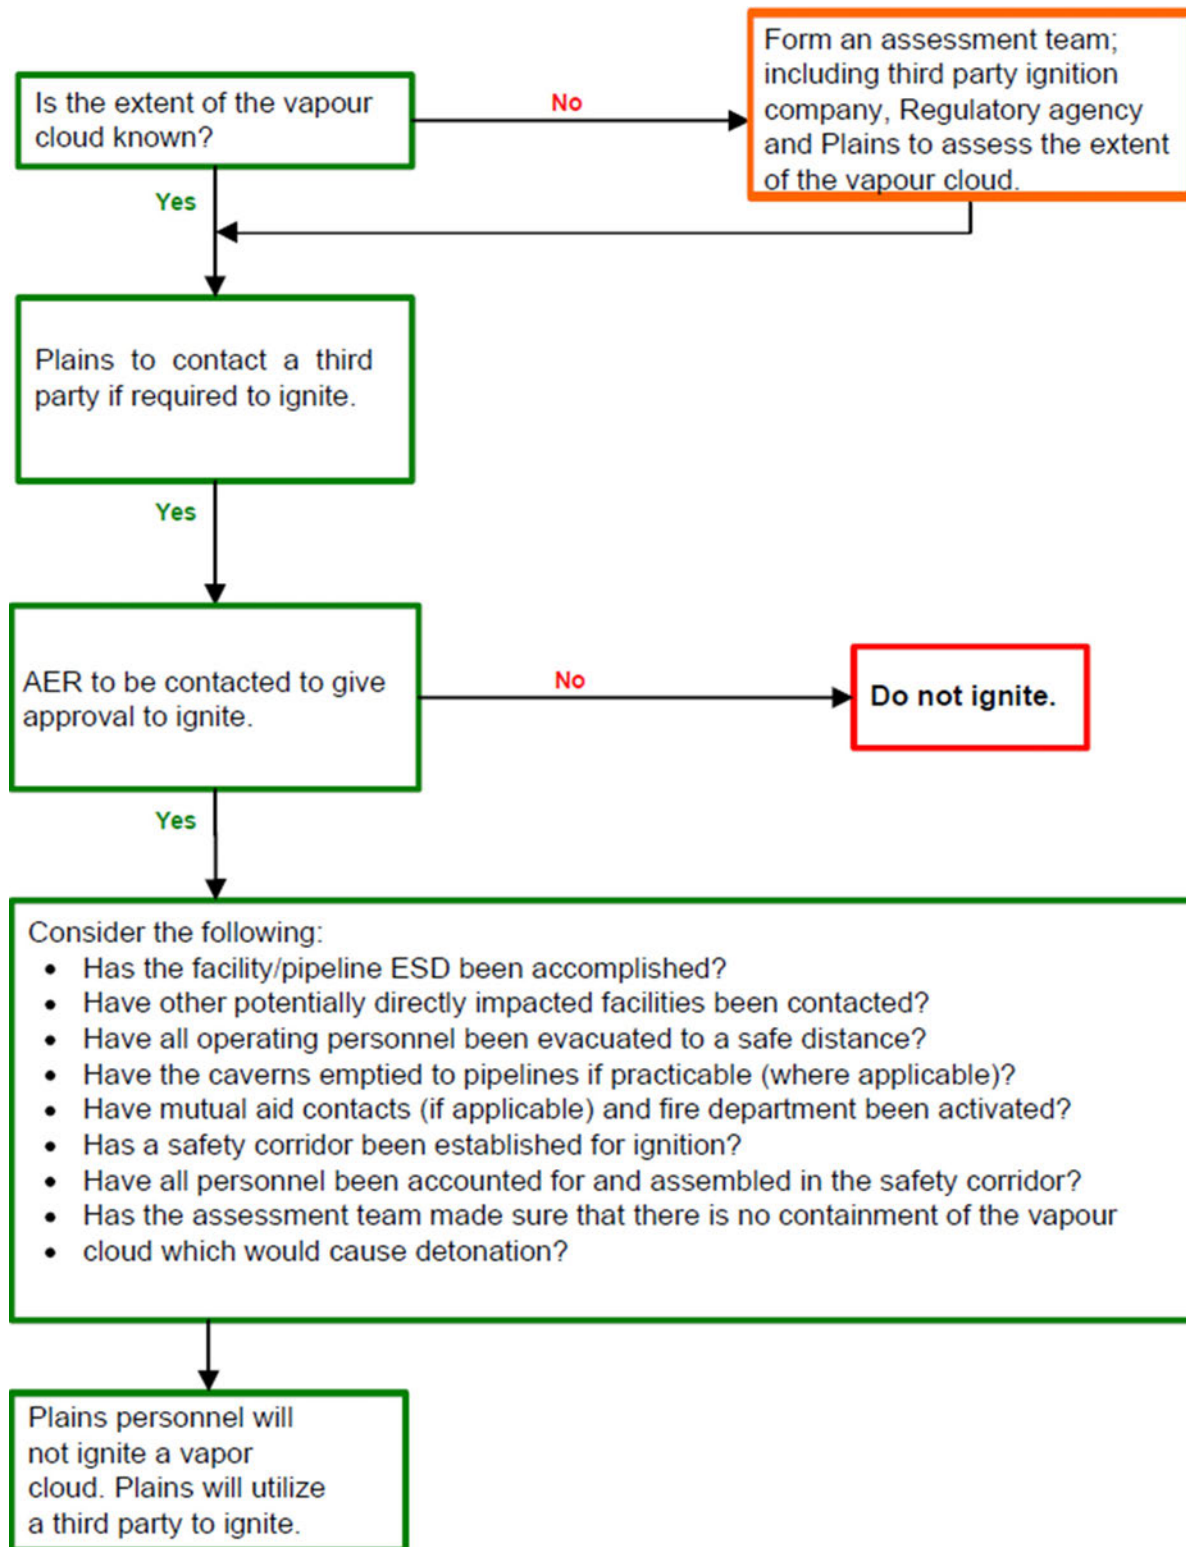 Is the extent of the vapour
cloud known?
No
Form an assessment team;
including third party ignition
company, Regulatory agency
and Plains to assess the extent
of the vapour cloud.
Yes
Plains to contact a third
party if required to ignite.
Yes
AER to be contacted to give
approval to ignite.
No
Do not ignite.
Yes
Consider the following:
• Has the facility/pipeline ESD been accomplished?
• Have other potentially directly impacted facilities been contacted?
• Have all operating personnel been evacuated to a safe distance?
• Have the caverns emptied to pipelines if practicable (where applicable)?
• Have mutual aid contacts (if applicable) and fire department been activated?
• Has a safety corridor been established for ignition?
• Have all personnel been accounted for and assembled in the safety corridor?
• Has the assessment team made sure that there is no containment of the vapour
• cloud which would cause detonation?
Plains personnel will
not ignite a vapor
cloud. Plains will utilize
a third party to ignite.